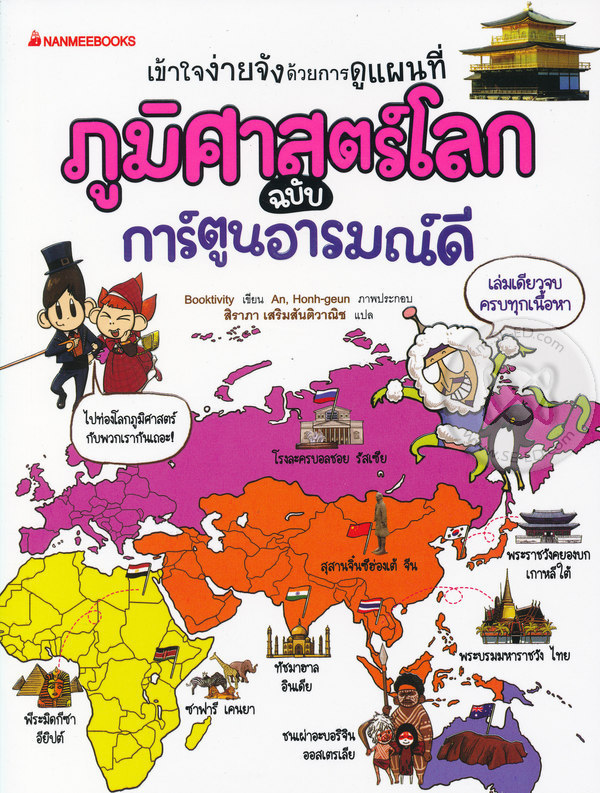 NANMEEBOOKS
เข้าใจง่ายจังด้วยการดูแผนที่
ภูมิศาสตร์โลก
ฉบับ
การ์ตูนอารมณ์ดี
Booktivity เขียน An, Honh-geun ภาพประกอบ
สิราภา เสริมสันติวาณิช แปล
เล่มเดียวจบ
ครบทุกเนื้อหา
ไปท่องโลกภูมิศาสตร์
กับพวกเรากันเถอะ!
โรงละครบอลชอย รัสเซีย
สุสานจิ๋นซีฮ่องเต้ จีน
พระราชวังคยองบก
เกาหลีใต้
ทัชมาฮาล
อินเดีย
พระบรมมหาราชวัง ไทย
ซาฟารี เคนยา
พีระมิดกีซา
อียิปต์
ชนเผ่าอะบอริจิน
ออสเตรเลีย